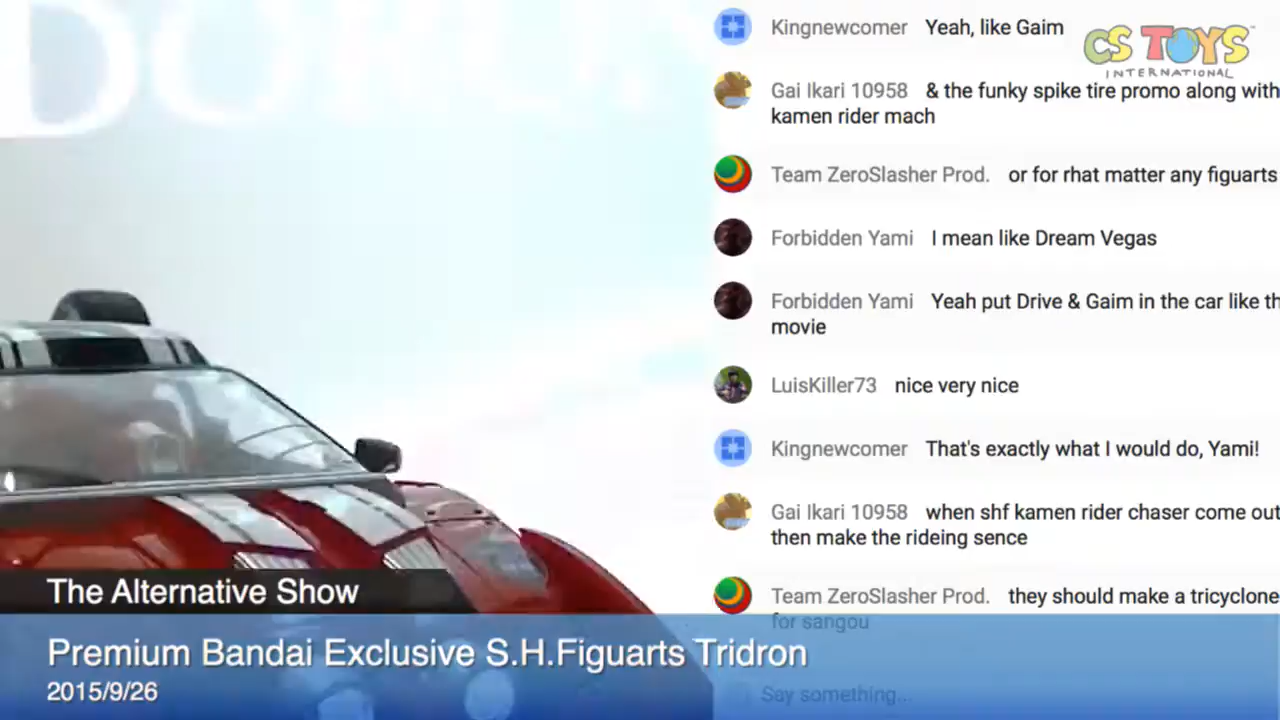 Kingnewcomer Yeah, like Gaim
CS TOYS
INTERNATIONAL
Gai Ikari 10958 & the funky spike tire promo along with
kamen rider mach
Team ZeroSlasher Prod. or for rhat matter any figuarts
Forbidden Yami I mean like Dream Vegas
Forbidden Yami Yeah put Drive & Gaim in the car like th
movie
LuisKiller73 nice very nice
Kingnewcomer That's exactly what I would do, Yami!
Gai Ikari 10958 when shf kamen rider chaser come out
then make the rideing sence
Team ZeroSlasher Prod. they should make a tricyclone
for sangou
Say something...
The Alternative Show
Premium Bandai Exclusive S.H.Figuarts Tridron
2015/9/26